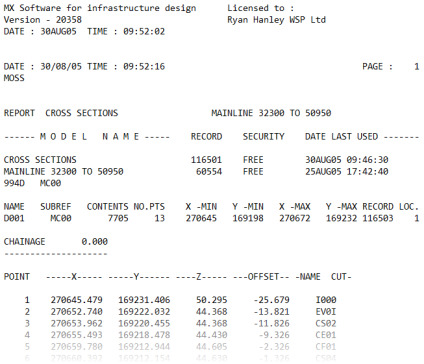 MX Software for infrastructure design Licensed to :
Version - 20358 Ryan Hanley WSP Ltd
DATE : 30AUG05 TIME : 09:52:02
DATE : 30/08/05 TIME : 09:52:16 PAGE : 1
MOSS
REPORT CROSS SECTIONS MAINLINE 32300 TO 50950
------ M O D E L N A M E ----- RECORD SECURITY DATE LAST USED -------
CROSS SECTIONS 116501 FREE 30AUG05 09:46:30
MAINLINE 32300 TO 50950 60554 FREE 25AUG05 17:42:40
994D MC00
NAME SUBREF CONTENTS NO.PTS X -MIN Y -MIN X -MAX Y -MAX RECORD LOC.
D001 MC00 7705 13 270645 169198 270672 169232 116503 1
CHAINAGE 0.000
--------------------
POINT -----X----- -----Y------ ----Z----- ---OFFSET-- -NAME CUT-
1 270645.479 169231.406 50.295 -25.679 I000
2 270652.740 169222.032 44.368 -13.821 EV0I
3 270653.962 169220.455 44.368 -11.826 CS02
4 270655.493 169218.478 44.430 -9.326 CE01
5 270659.780 169212.944 44.605 -2.326 CF01
6 270660.392 169212.154 44.630